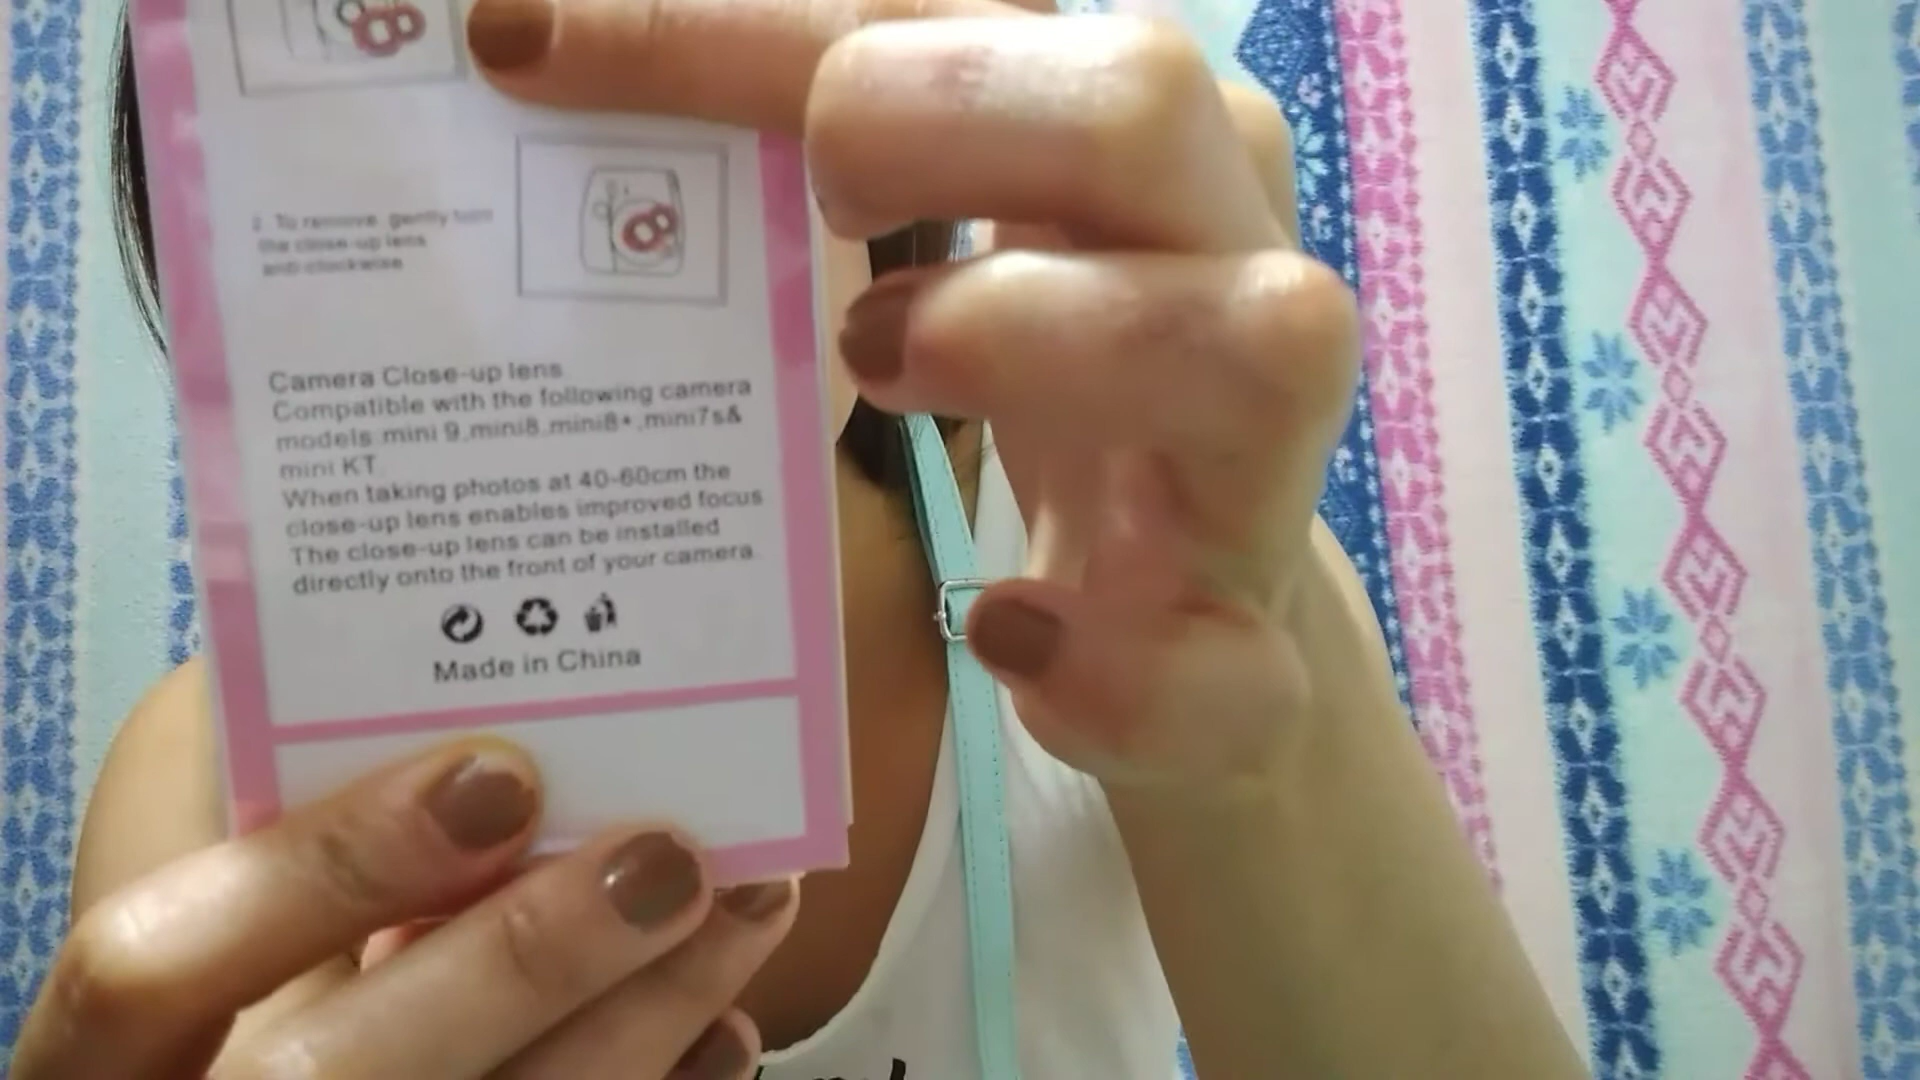 2. To remove, gently turn
the close-up lens
anti-clockwise
Camera Close-up lens
Compatible with the following camera
models:mini 9,mini8,mini8+,mini7s&
mini KT.
When taking photos at 40-60cm the
close-up lens enables improved focus
The close-up lens can be installed
directly onto the front of your camera.
Made in China